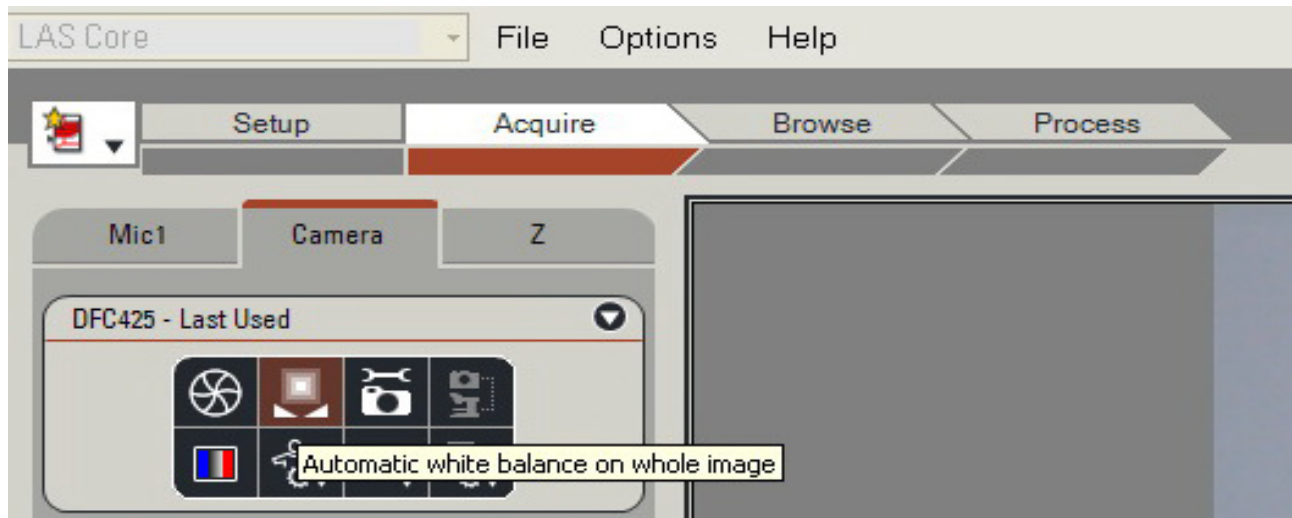 LAS Core File Options Help
Setup Acquire Browse Process
Mic1 Camera Z
DFC425 - Last Used
Automatic white balance on whole image